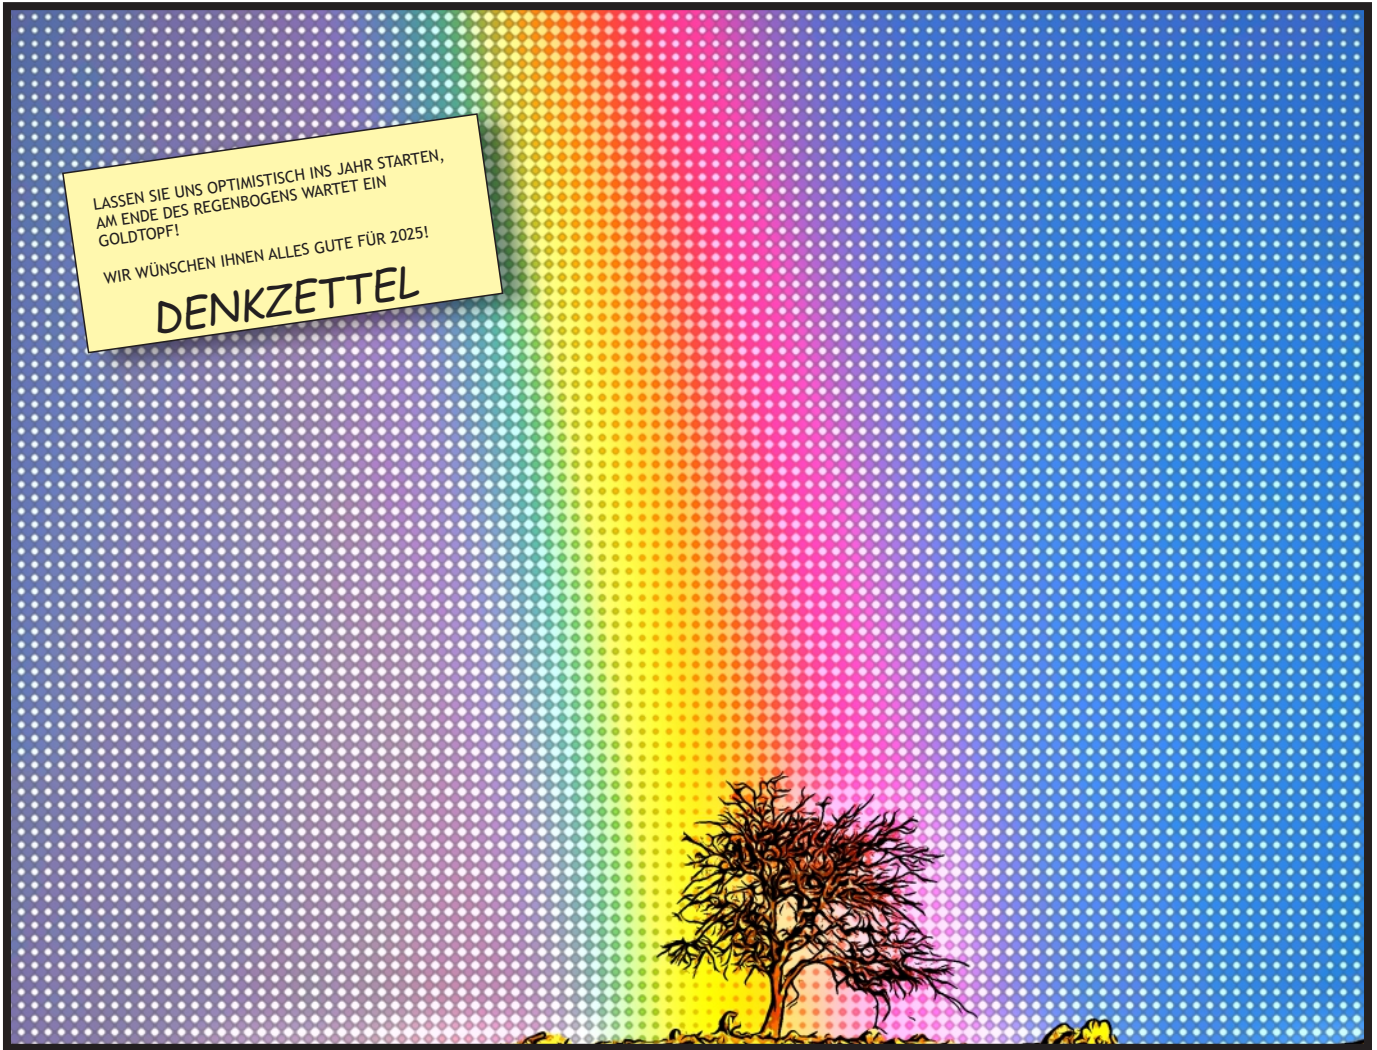 LASSEN SIE UNS OPTIMISTISCH INS JAHR STARTEN,
AM ENDE DES REGENBOGENS WARTET EIN
GOLDTOPF!
WIR WÜNSCHEN IHNEN ALLES GUTE FÜR 2025!
DENKZETTEL